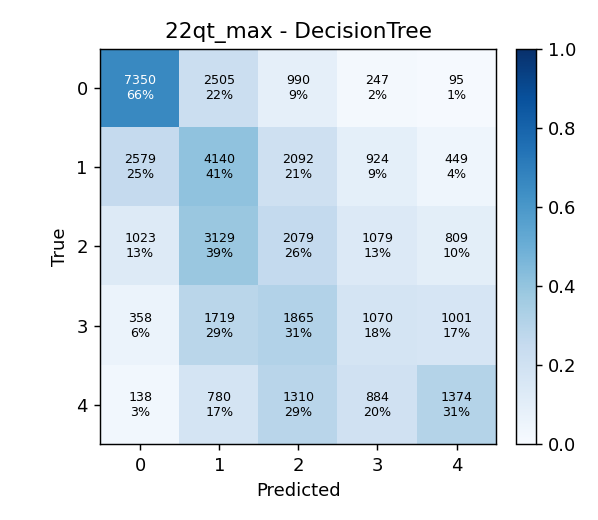 22qt_max - DecisionTree
1.0
0 7350 2505 990 247 95
66% 22% 9% 2% 1%
0.8
1 2579 4140 2092 924 449
25% 41% 21% 9% 4%
0.6
True
2 1023 3129 2079 1079 809
13% 39% 26% 13% 10%
0.4
3 358 1719 1865 1070 1001
6% 29% 31% 18% 17%
0.2
4 138 780 1310 884 1374
3% 17% 29% 20% 31%
0.0
0 1 2 3 4
Predicted